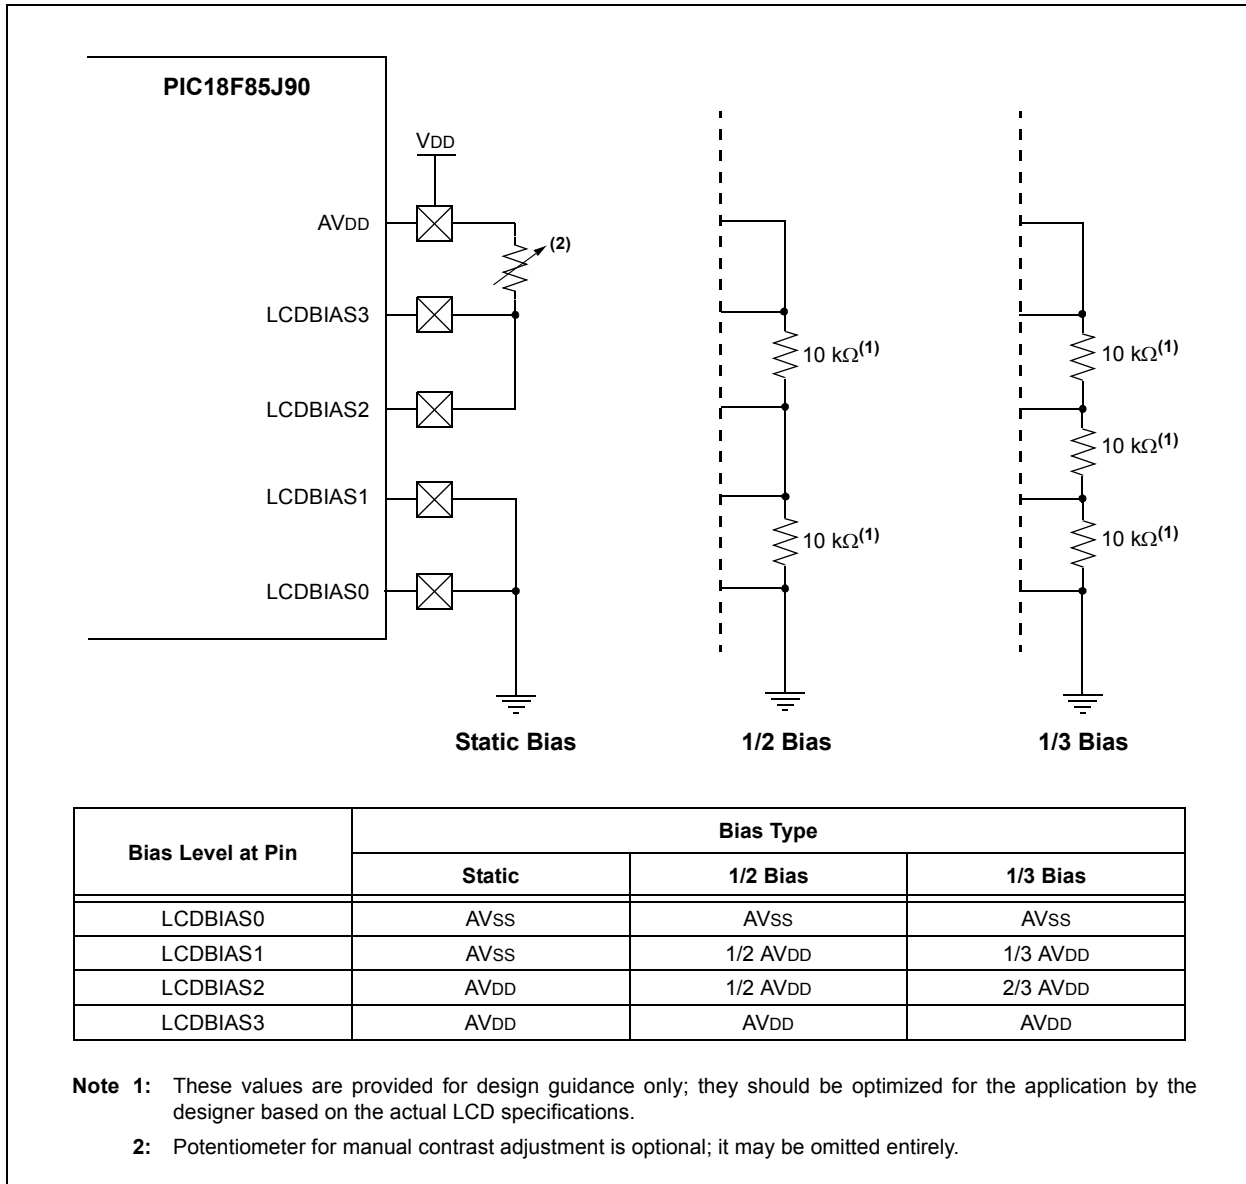 PIC18F85J90
VDD
AVDD
(2)
LCDBIAS3
10 kΩ(1)
10 kΩ(1)
LCDBIAS2
10 kΩ(1)
LCDBIAS1
10 kΩ(1)
10 kΩ(1)
LCDBIAS0
Static Bias
1/2 Bias
1/3 Bias
Bias Level at Pin
Bias Type
Static 1/2 Bias 1/3 Bias
LCDBIAS0 AVSS AVSS AVSS
LCDBIAS1 AVSS 1/2 AVDD 1/3 AVDD
LCDBIAS2 AVDD 1/2 AVDD 2/3 AVDD
LCDBIAS3 AVDD AVDD AVDD
Note 1: These values are provided for design guidance only; they should be optimized for the application by the
designer based on the actual LCD specifications.
2: Potentiometer for manual contrast adjustment is optional; it may be omitted entirely.